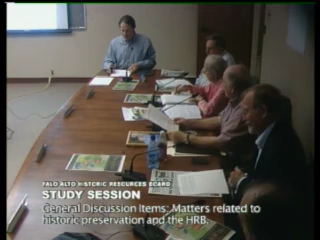 PALO ALTO HISTORIC RESOURCES BOARD
STUDY SESSION
General Discussion Items: Matters related to
historic preservation and the HRB.